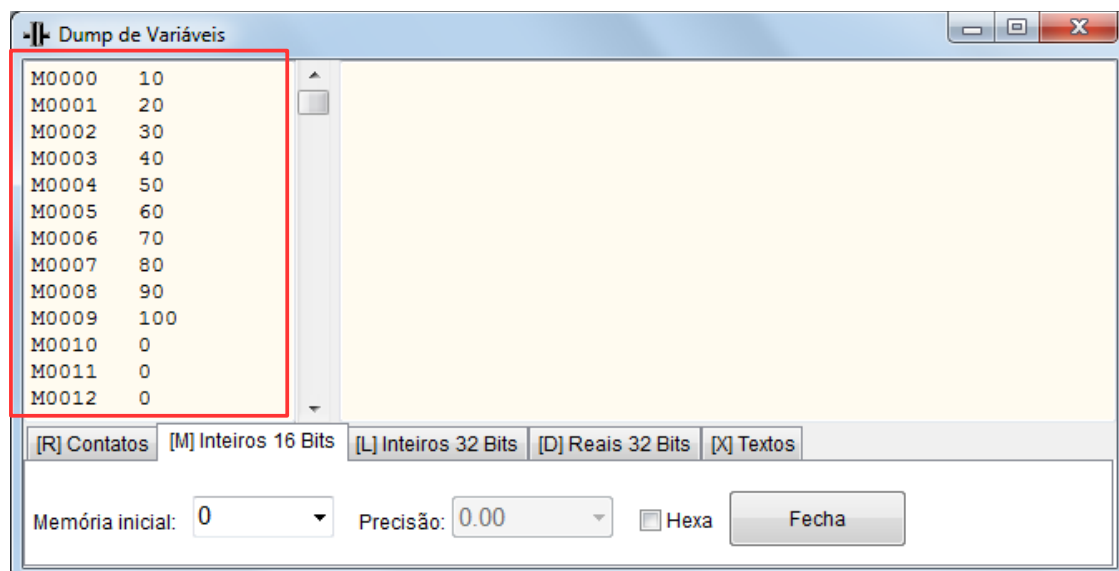 Dump de Variáveis
M0000 10
M0001 20
M0002 30
M0003 40
M0004 50
M0005 60
M0006 70
M0007 80
M0008 90
M0009 100
M0010 0
M0011 0
M0012 0
[R] Contatos [M] Inteiros 16 Bits [L] Inteiros 32 Bits [D] Reais 32 Bits [X] Textos
Memória inicial: 0 Precisão: 0.00 Hexa Fecha